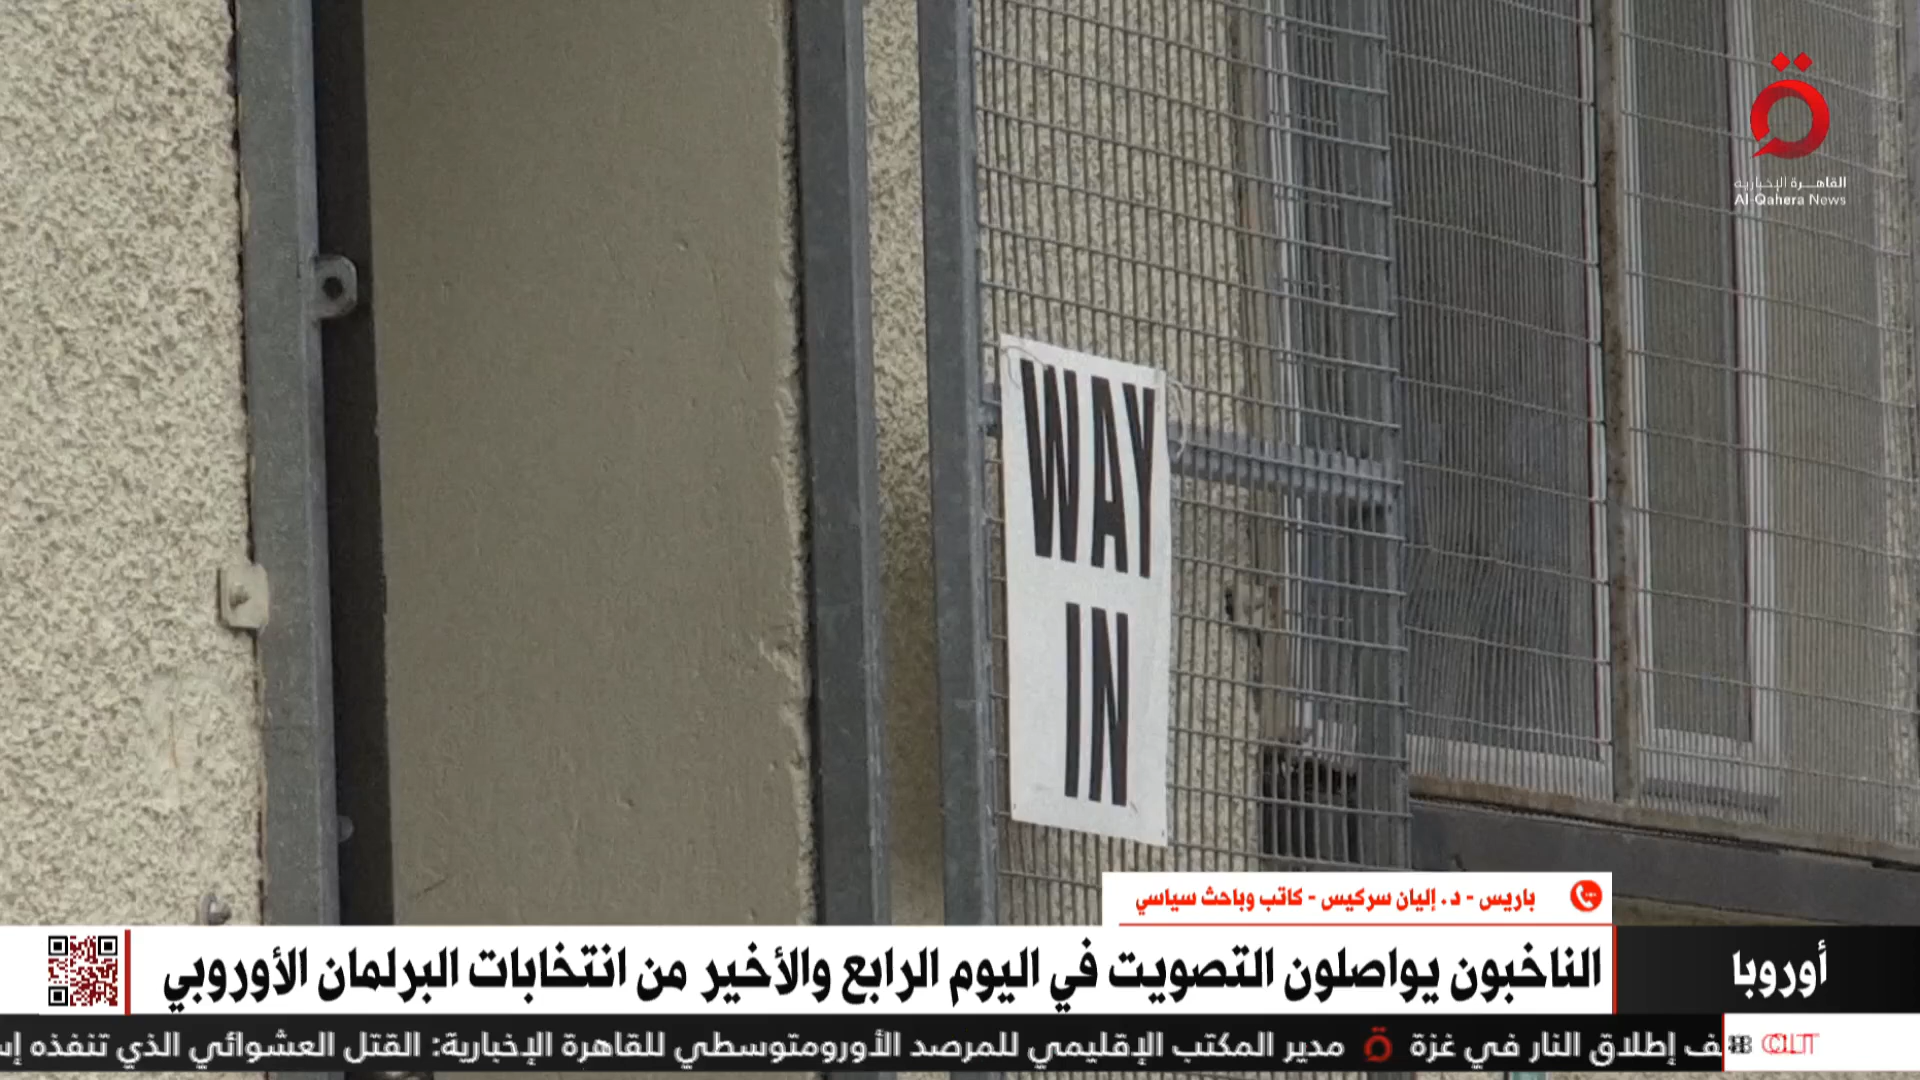 القاهـــرة الإخبارية
Al-Qahera News
WAY
IN
باريس - د. إليان سركيس - كاتب وباحث سياسي
أوروبا
الناخبون يواصلون التصويت في اليوم الرابع والأخير من انتخابات البرلمان الأوروبي
إطلاق النار في غزة
مدير المكتب الإقليمي للمرصد الأورومتوسطي للقاهرة الإخبارية: القتل العشوائي الذي تنفذه